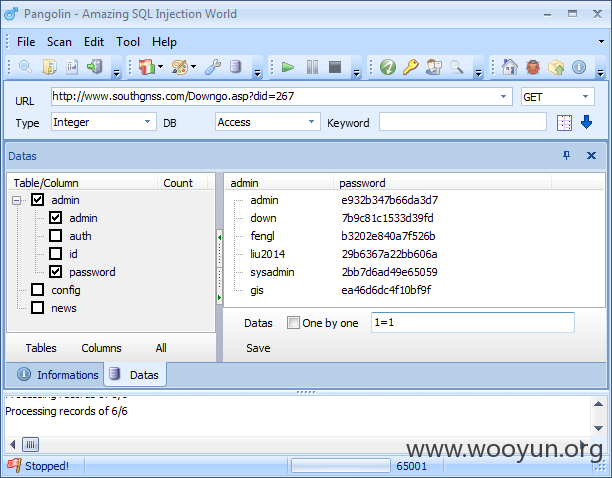 Pangolin - Amazing SQL Injection World
File Scan Edit Tool Help
URL http://www.southgnss.com/Downgo.asp?did=267 GET
Type Integer DB Access Keyword
Datas
Table/Column Count admin password
admin admin e932b347b66da3d7
admin down 7b9c81c1533d39fd
auth fengl b3202e840a7f526b
id liu2014 29b6367a22bb606a
password sysadmin 2bb7d6ad49e65059
config gis ea46d6dc4f10bf9f
news
Datas One by one 1=1
Tables Columns All Save
Informations Datas
Processing records of 6/6
www.wooyun.org
Stopped! 65001